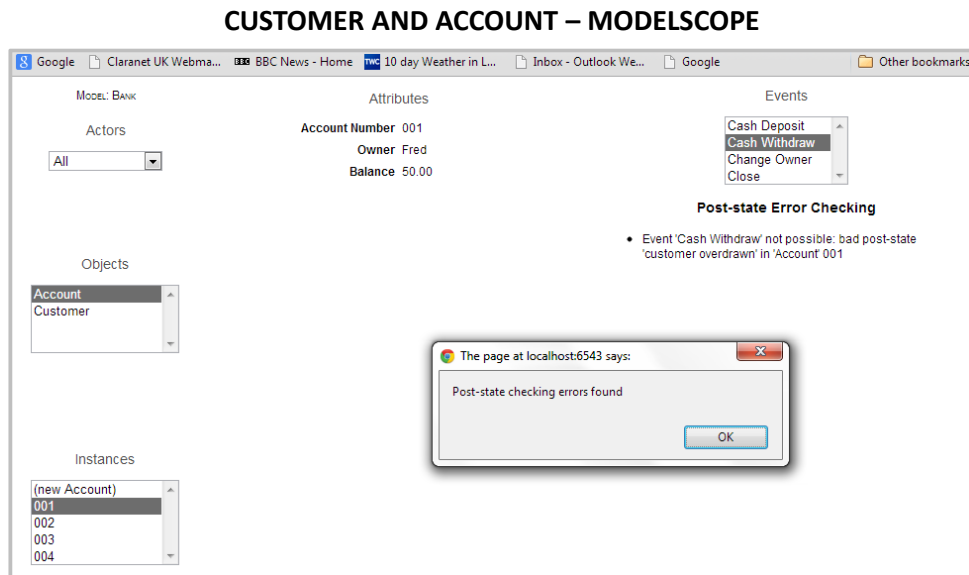 CUSTOMER AND ACCOUNT – MODELSCOPE
Google Claranet UK Webma... BBC News - Home TWC 10 day Weather in L... Inbox - Outlook We... Google Other bookmarks
MODEL: BANK
Actors
All
Attributes
Account Number 001
Owner Fred
Balance 50.00
Events
Cash Deposit
Cash Withdraw
Change Owner
Close
Post-state Error Checking
• Event 'Cash Withdraw' not possible: bad post-state
'customer overdrawn' in 'Account' 001
Objects
Account
Customer
The page at localhost:6543 says:
Post-state checking errors found
OK
Instances
(new Account)
001
002
003
004